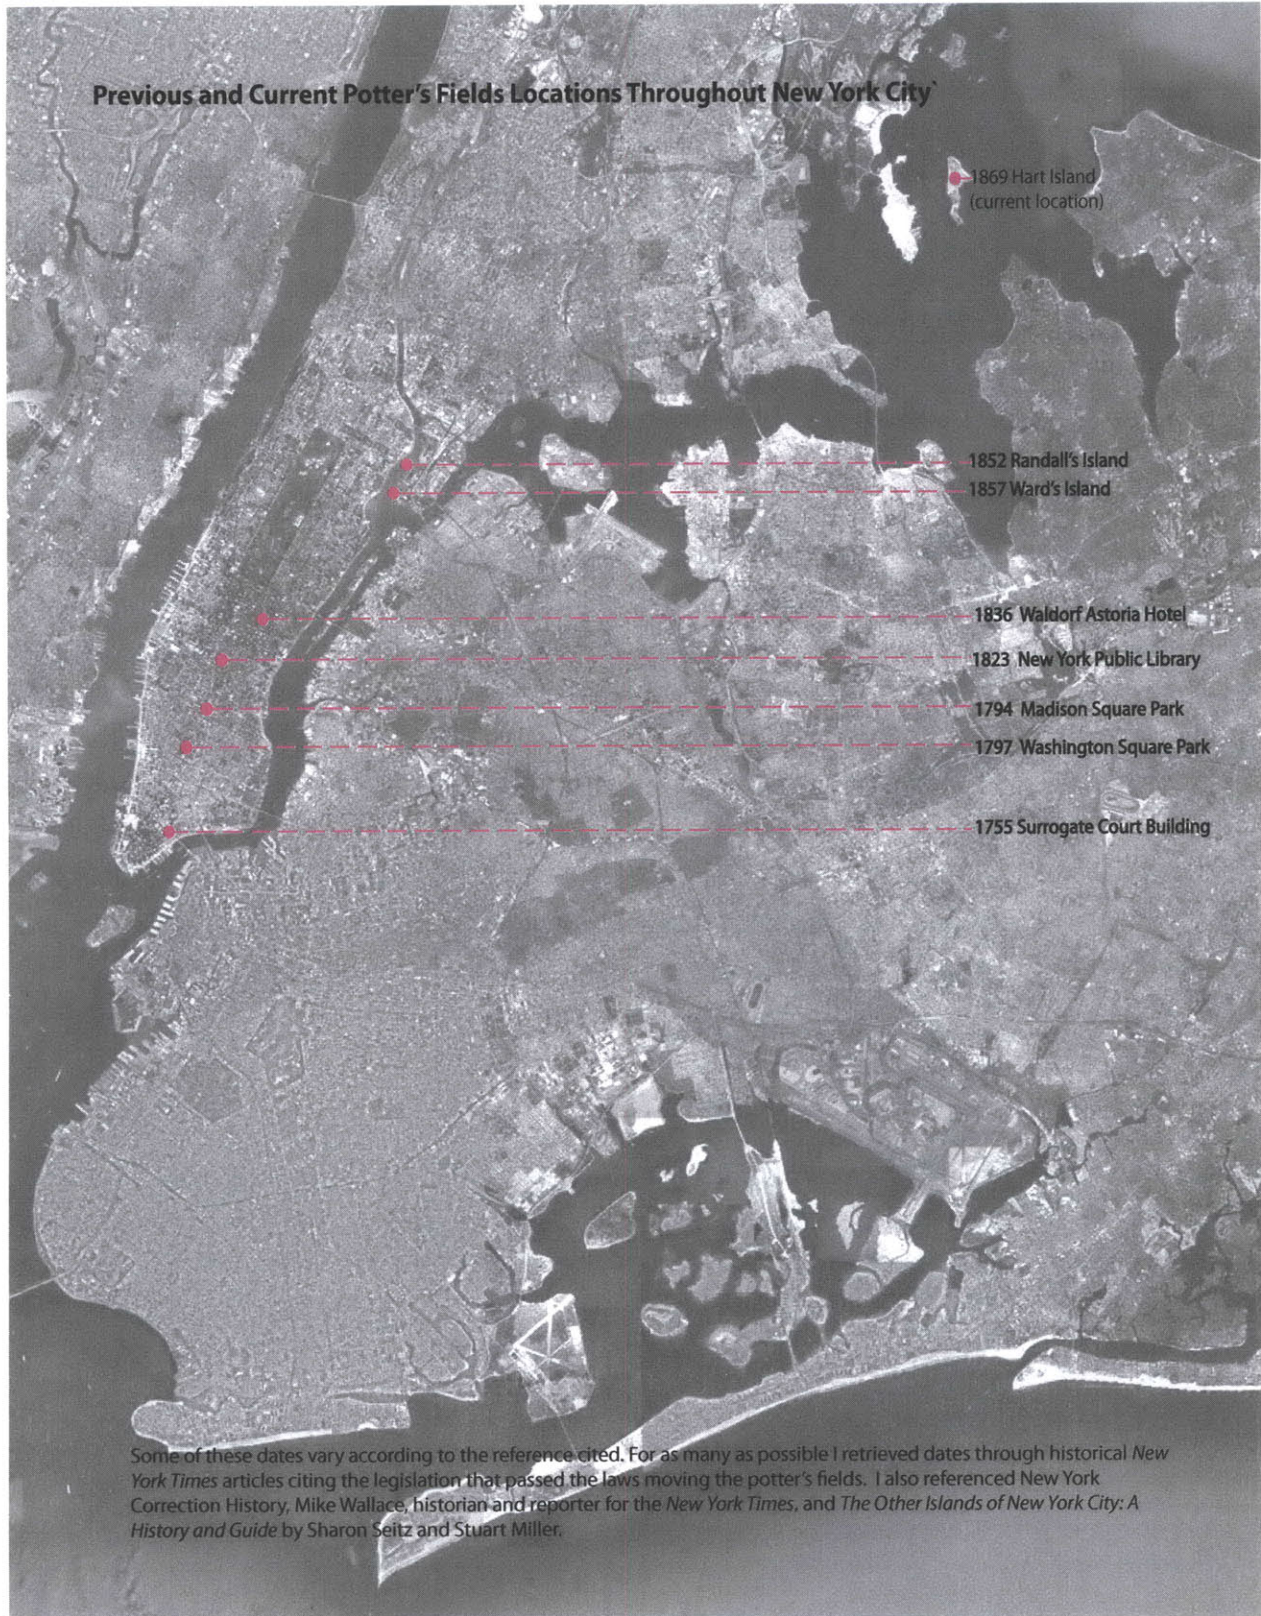 Previous and Current Potter's Fields Locations Throughout New York City`
1869 Hart Island
(current location)
1852 Randall's Island
1857 Ward's Island
1836 Waldorf Astoria Hotel
1823 New York Public Library
1794 Madison Square Park
1797 Washington Square Park
1755 Surrogate Court Building
Some of these dates vary according to the reference cited. For as many as possible I retrieved dates through historical New
York Times articles citing the legislation that passed the laws moving the potter's fields. I also referenced New York
Correction History, Mike Wallace, historian and reporter for the New York Times, and The Other Islands of New York City: A
History and Guide by Sharon Seitz and Stuart Miller.